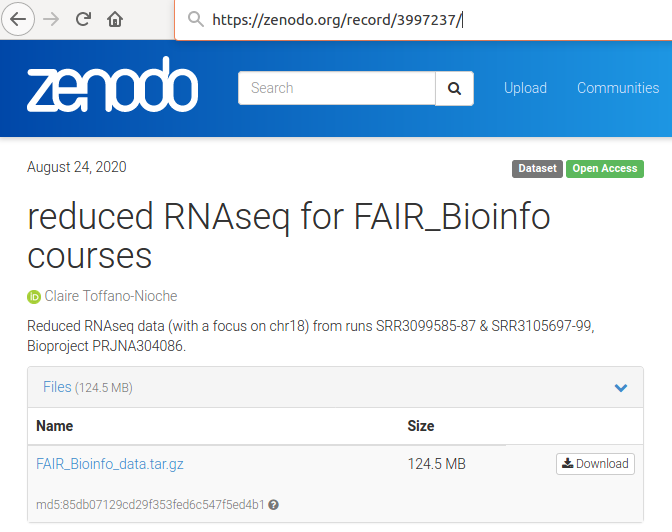 https://zenodo.org/record/3997237/
zenodo
Search
Upload
Communities
August 24, 2020
Dataset
Open Access
reduced RNAseq for FAIR_Bioinfo
courses
iD Claire Toffano-Nioche
Reduced RNAseq data (with a focus on chr18) from runs SRR3099585-87 & SRR3105697-99,
Bioproject PRJNA304086.
Files (124.5 MB)
Name Size
FAIR_Bioinfo_data.tar.gz 124.5 MB Download
md5:85db07129cd29f353fed6c547f5ed4b1 ?